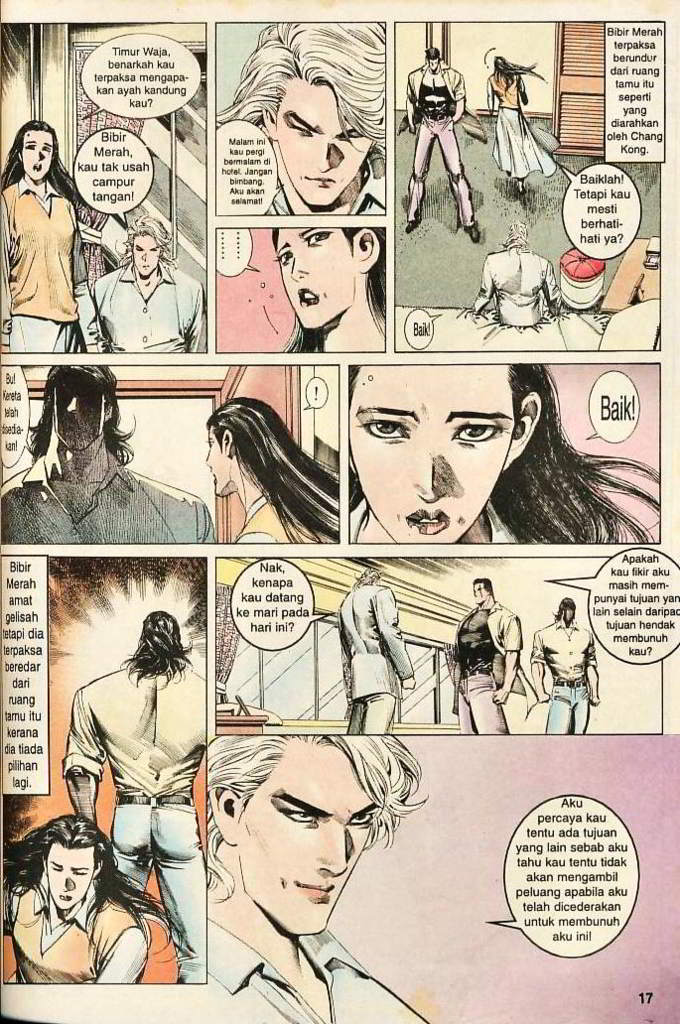 Timur Waja,
benarkah kau
terpaksa mengapa-
kan ayah kandung
kau?
Bibir
Merah,
kau tak usah
campur
tangan!
Malam ini
kau pergi
bermalam di
hotel. Jangan
bimbang.
Aku akan
selamat!
......
Bibir Merah
terpaksa
berundur
dari ruang
tamu itu
seperti
yang
diarahkan
oleh Chang
Kong.
Baiklah!
Tetapi kau
mesti
berhati-
hati ya?
Baik!
Bu!
Kereta
telah
disedia-
kan!
!
Baik!
Bibir
Merah
amat
gelisah
tetapi dia
terpaksa
beredar
dari
ruang
tamu itu
kerana
dia tiada
pilihan
lagi.
Nak,
kenapa
kau datang
ke mari pada
hari ini?
Apakah
kau fikir aku
masih mem-
punyai tujuan yan
lain selain daripad
tujuan hendak
membunuh
kau?
Aku
percaya kau
tentu ada tujuan
yang lain sebab aku
tahu kau tentu tidak
akan mengambil
peluang apabila aku
telah dicederakan
untuk membunuh
aku ini!
17